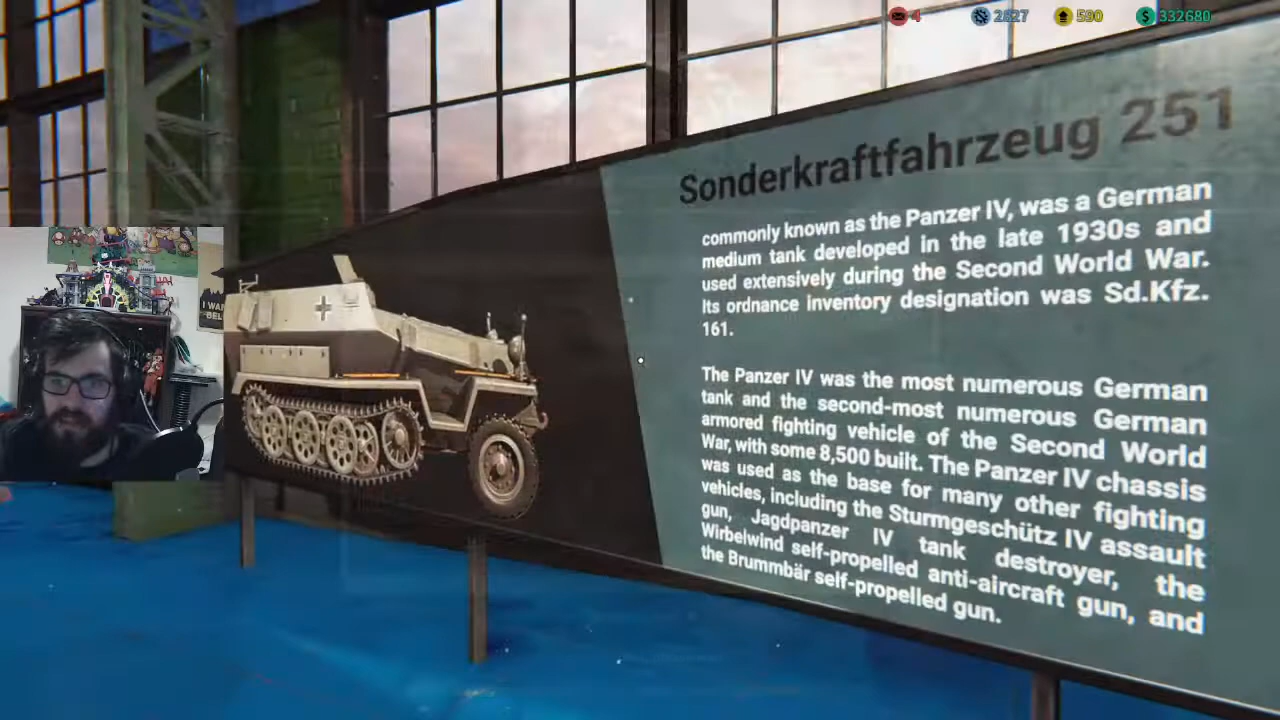 4 2627 590 $ 332680
Sonderkraftfahrzeug 251
commonly known as the Panzer IV, was a German
medium tank developed in the late 1930s and
used extensively during the Second World War.
Its ordnance inventory designation was Sd.Kfz.
161.
The Panzer IV was the most numerous German
tank and the second-most numerous German
armored fighting vehicle of the Second World
War, with some 8,500 built. The Panzer IV chassis
was used as the base for many other fighting
vehicles, including the Sturmgeschütz IV assault
gun, Jagdpanzer IV tank destroyer, the
Wirbelwind self-propelled anti-aircraft gun, and
the Brummbär self-propelled gun.
I WA
BEL